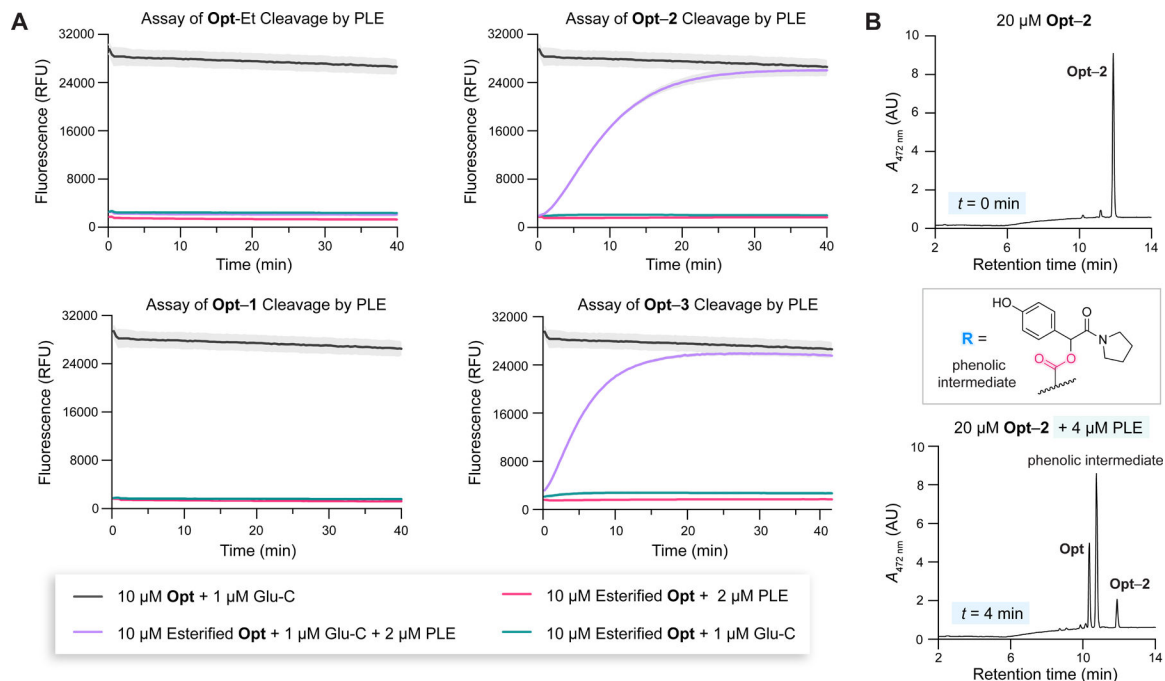 A
Assay of Opt-Et Cleavage by PLE
Fluorescence (RFU)
32000
24000
16000
8000
0
0
10
20
30
40
Time (min)
Assay of Opt–2 Cleavage by PLE
Fluorescence (RFU)
32000
24000
16000
8000
0
0
10
20
30
40
Time (min)
Assay of Opt–1 Cleavage by PLE
Fluorescence (RFU)
32000
24000
16000
8000
0
0
10
20
30
40
Time (min)
Assay of Opt–3 Cleavage by PLE
Fluorescence (RFU)
32000
24000
16000
8000
0
0
10
20
30
40
Time (min)
10 µM Opt + 1 µM Glu-C
10 µM Esterified Opt + 2 µM PLE
10 µM Esterified Opt + 1 µM Glu-C + 2 µM PLE
10 µM Esterified Opt + 1 µM Glu-C
B
20 µM Opt–2
A472 nm (AU)
10
8
6
4
2
0
Opt–2
t = 0 min
2
6
10
14
Retention time (min)
HO
O
N
O
O
R =
phenolic
intermediate
20 µM Opt–2 + 4 µM PLE
A472 nm (AU)
10
8
6
4
2
0
phenolic intermediate
Opt
Opt–2
t = 4 min
2
6
10
14
Retention time (min)